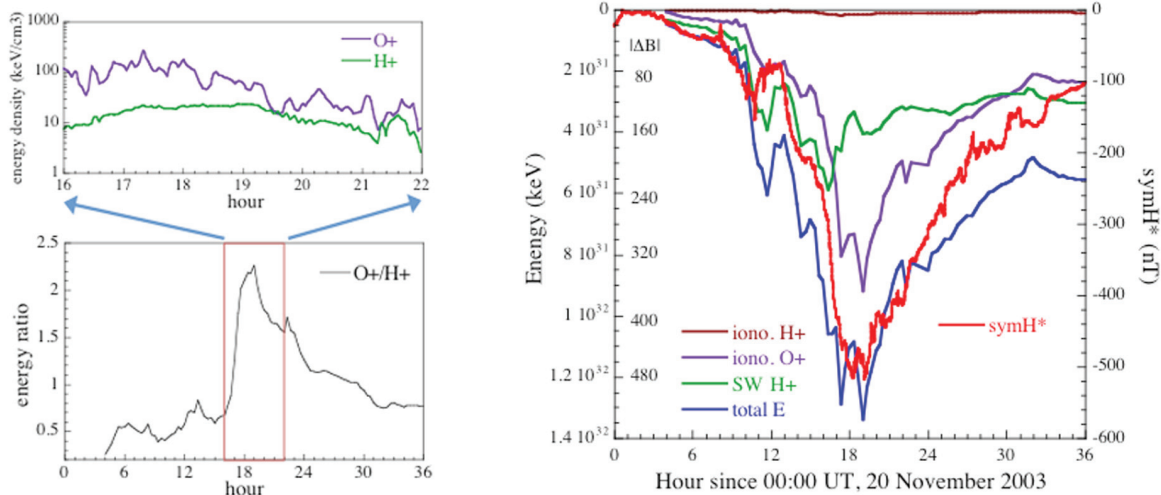 1000
100
10
1
energy density (keV/cm3)
O+
H+
16 17 18 19 20 21 22
hour
2.5
2
1.5
1
0.5
energy ratio
O+/H+
0 6 12 18 24 30 36
hour
0
2 10³¹
4 10³¹
6 10³¹
8 10³¹
1 10³²
1.2 10³²
1.4 10³²
Energy (keV)
|ΔB|
80
160
240
320
400
480
iono. H+
iono. O+
SW H+
total E
symH*
0
-100
-200
-300
-400
-500
-600
symH* (nT)
0 6 12 18 24 30 36
Hour since 00:00 UT, 20 November 2003